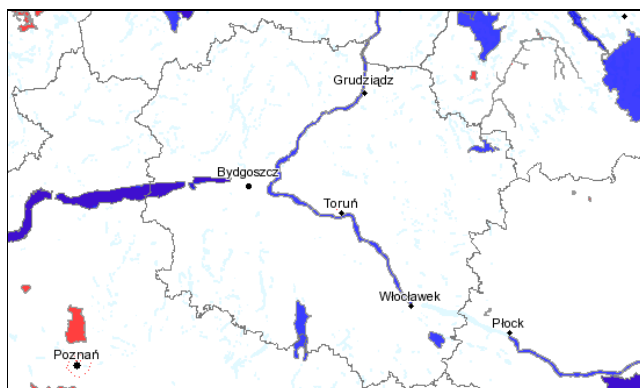 Grudziądz
Bydgoszcz
Toruń
Włocławek
Płock
Poznań